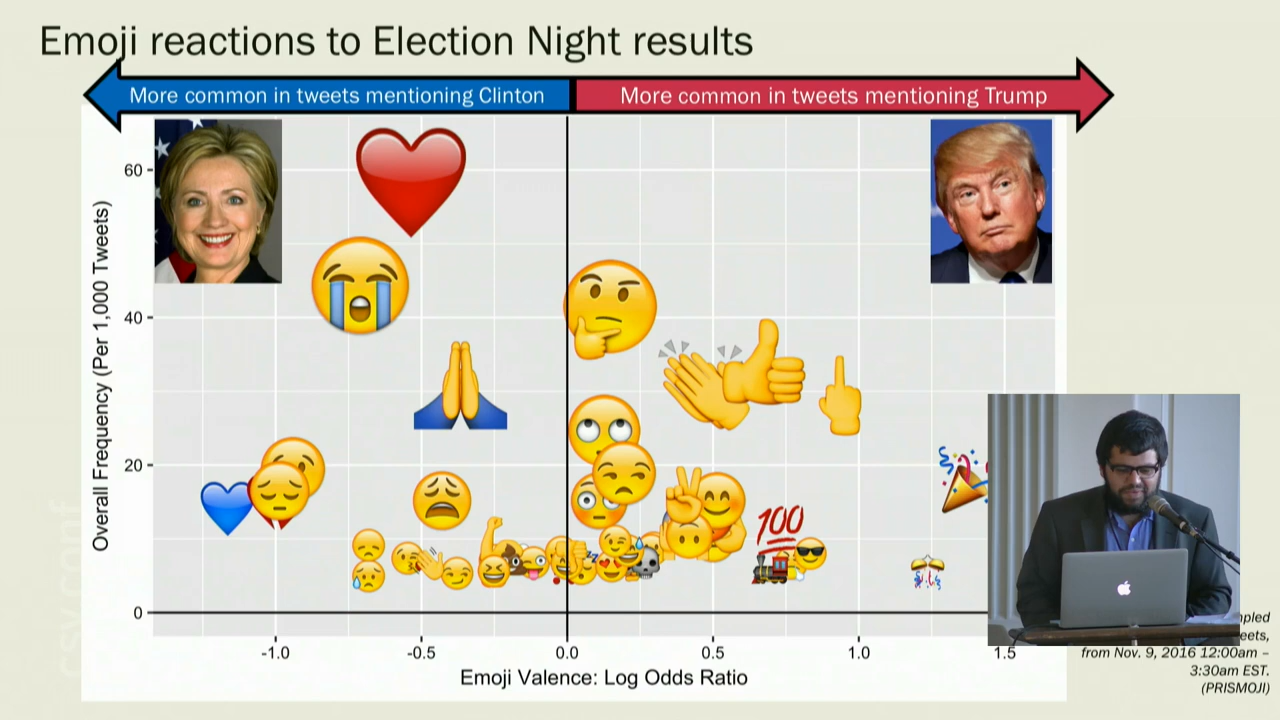 Emoji reactions to Election Night results
More common in tweets mentioning Clinton
More common in tweets mentioning Trump
60
40
20
0
Overall Frequency (Per 1,000 Tweets)
100
-1.0
-0.5
0.0
0.5
1.0
1.5
Emoji Valence: Log Odds Ratio
from Nov. 9, 2016 12:00am –
3:30am EST.
(PRISMOJI)
csv,conf